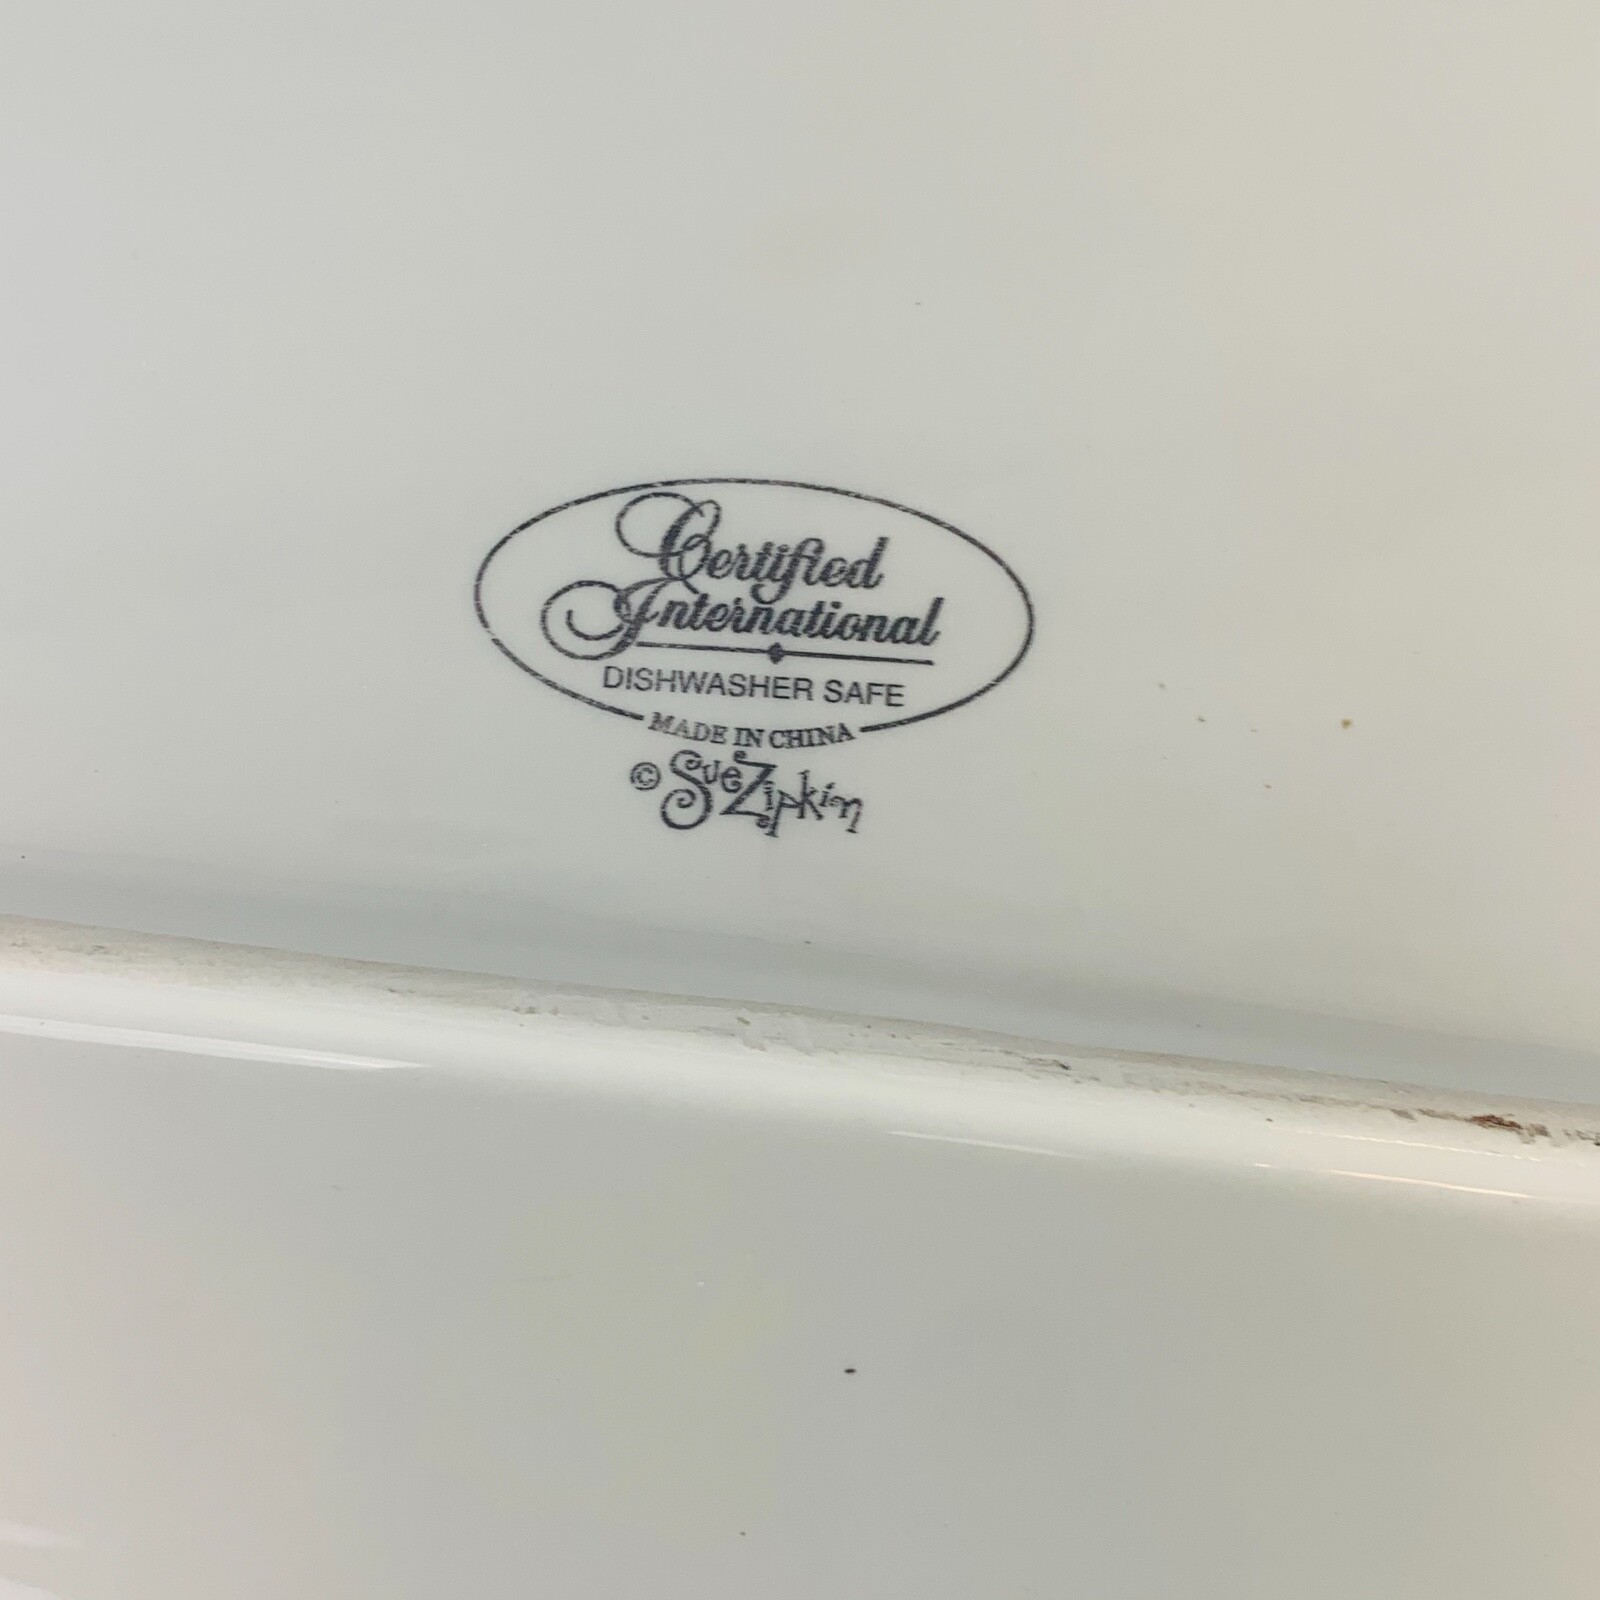 Certified
International
DISHWASHER SAFE
MADE IN CHINA
© Sue Zipkin